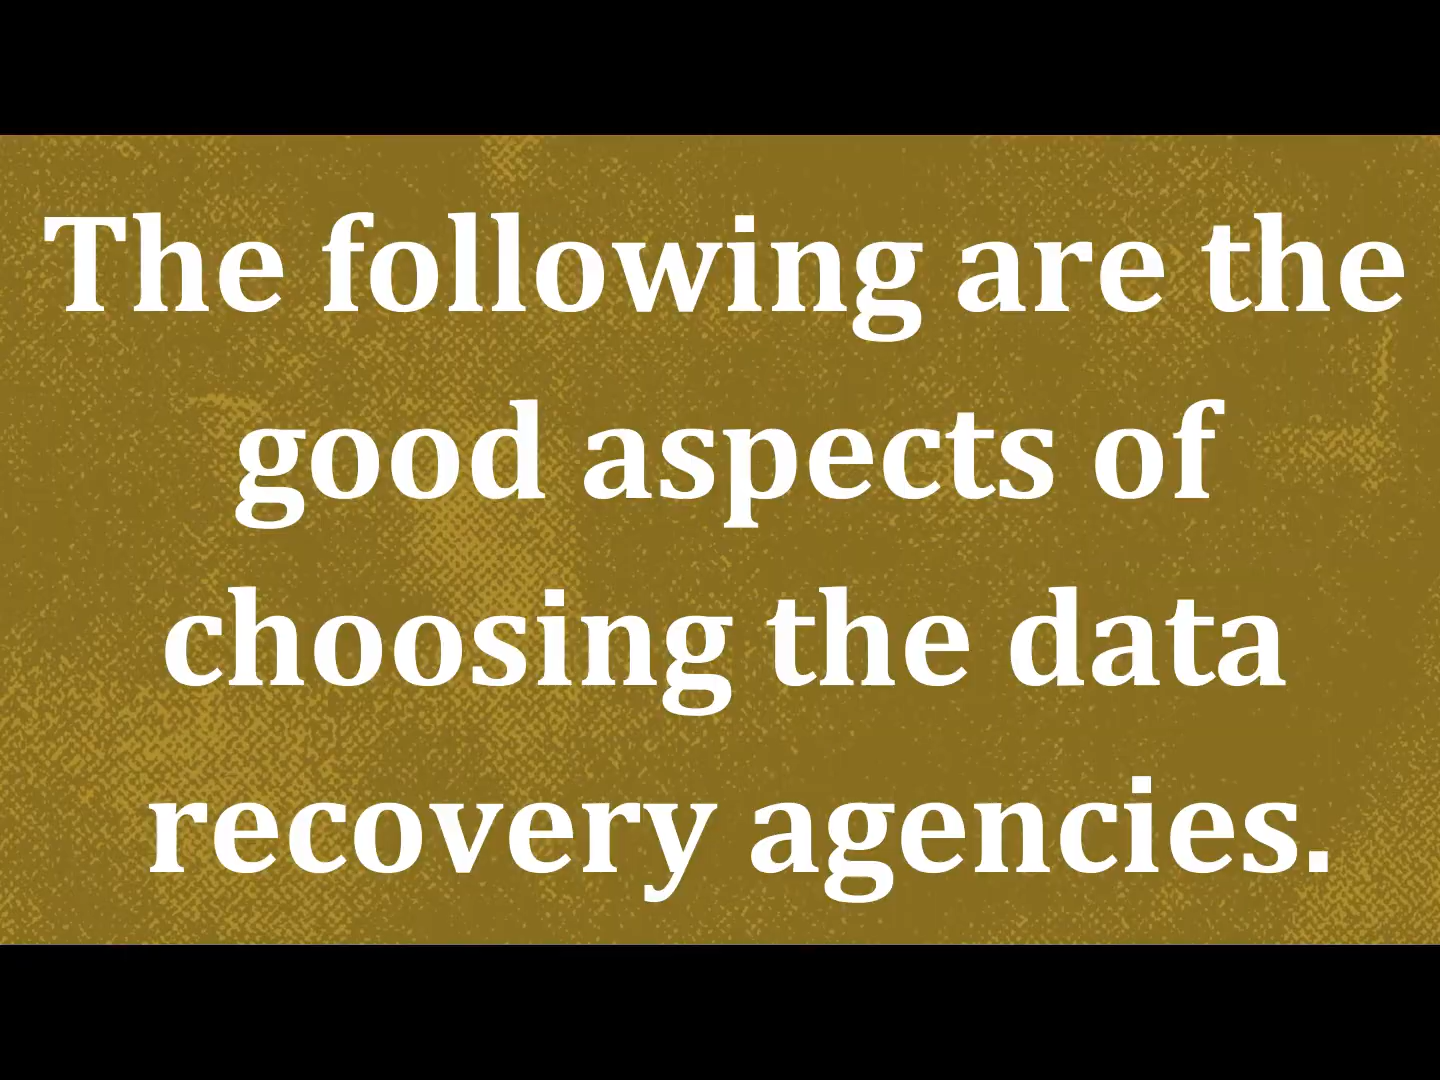 The following are the
good aspects of
choosing the data
recovery agencies.